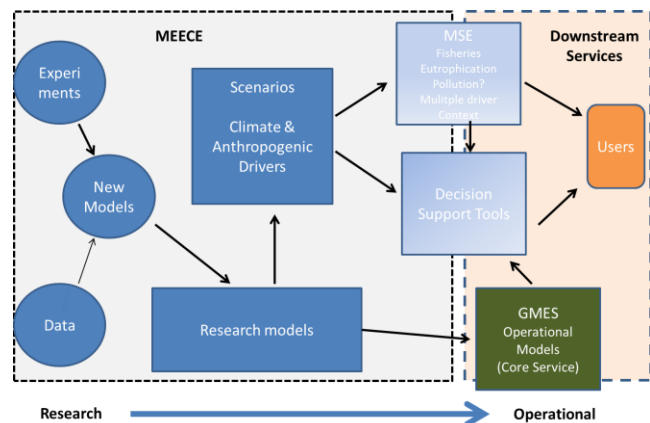 MEECE
Downstream
Services
Experi
ments
Scenarios
Climate &
Anthropogenic
Drivers
MSE
Fisheries
Eutrophication
Pollution?
Mulitple driver
Context
Users
New
Models
Decision
Support Tools
Data
Research models
GMES
Operational
Models
(Core Service)
Research
Operational